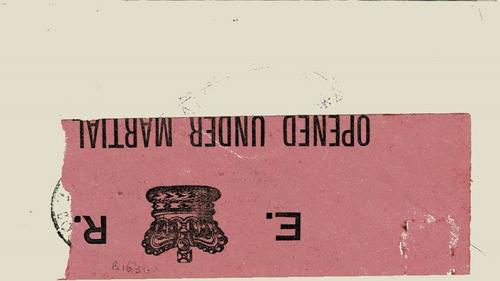 E. R.
OPENED UNDER MARTIAL